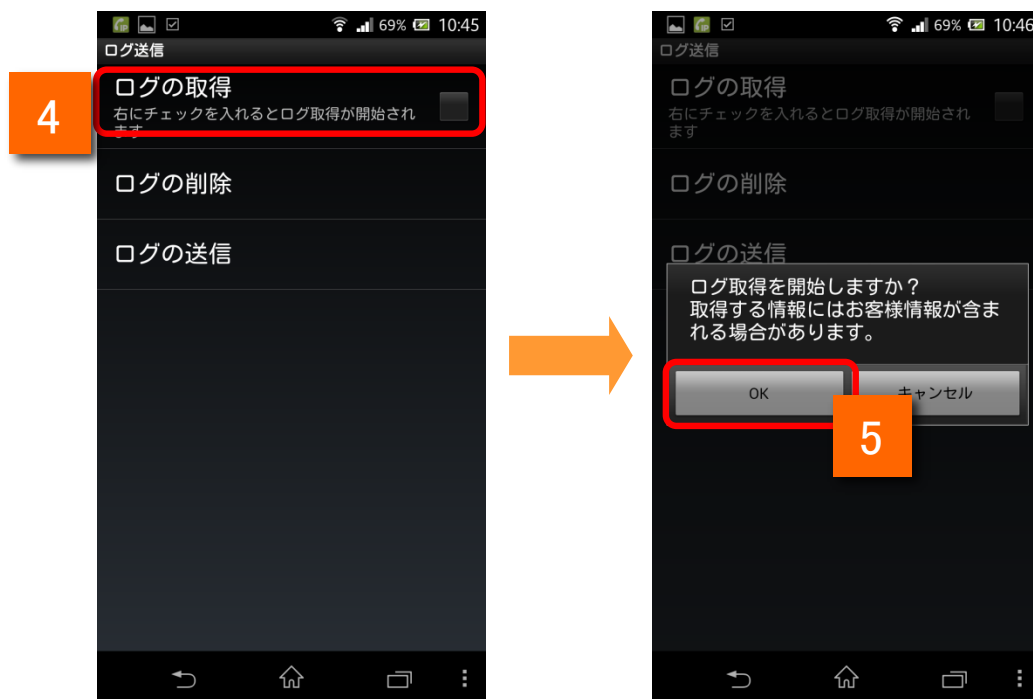 69% 10:45
ログ送信
ログの取得
右にチェックを入れるとログ取得が開始され
ます
ログの削除
ログの送信
4
69% 10:46
ログ送信
ログの取得
右にチェックを入れるとログ取得が開始され
ます
ログの削除
ログの送信
ログ取得を開始しますか？
取得する情報にはお客様情報が含ま
れる場合があります。
OK
キャンセル
5